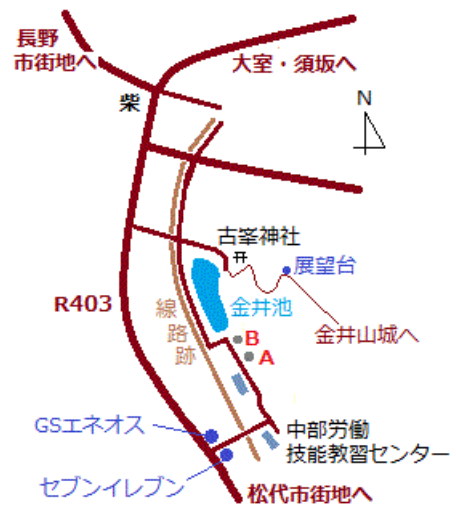 長野
市街地へ
大室・須坂へ
柴
N
古峯神社
展望台
R403
線
路
跡
金井池
金井山城へ
B
A
GSエネオス
中部労働
技能教習センター
セブンイレブン
松代市街地へ